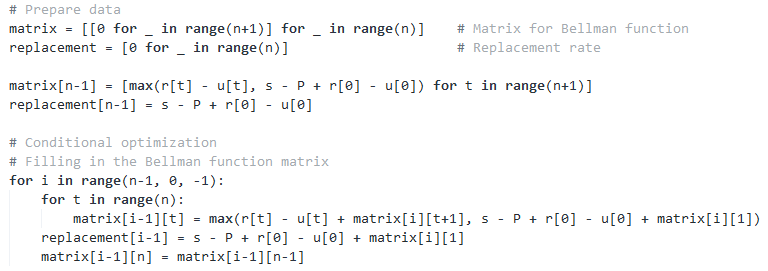 # Prepare data
matrix = [[0 for _ in range(n+1)] for _ in range(n)]    # Matrix for Bellman function
replacement = [0 for _ in range(n)]                     # Replacement rate

matrix[n-1] = [max(r[t] - u[t], s - P + r[0] - u[0]) for t in range(n+1)]
replacement[n-1] = s - P + r[0] - u[0]

# Conditional optimization
# Filling in the Bellman function matrix
for i in range(n-1, 0, -1):
    for t in range(n):
        matrix[i-1][t] = max(r[t] - u[t] + matrix[i][t+1], s - P + r[0] - u[0] + matrix[i][1])
    replacement[i-1] = s - P + r[0] - u[0] + matrix[i][1]
    matrix[i-1][n] = matrix[i-1][n-1]